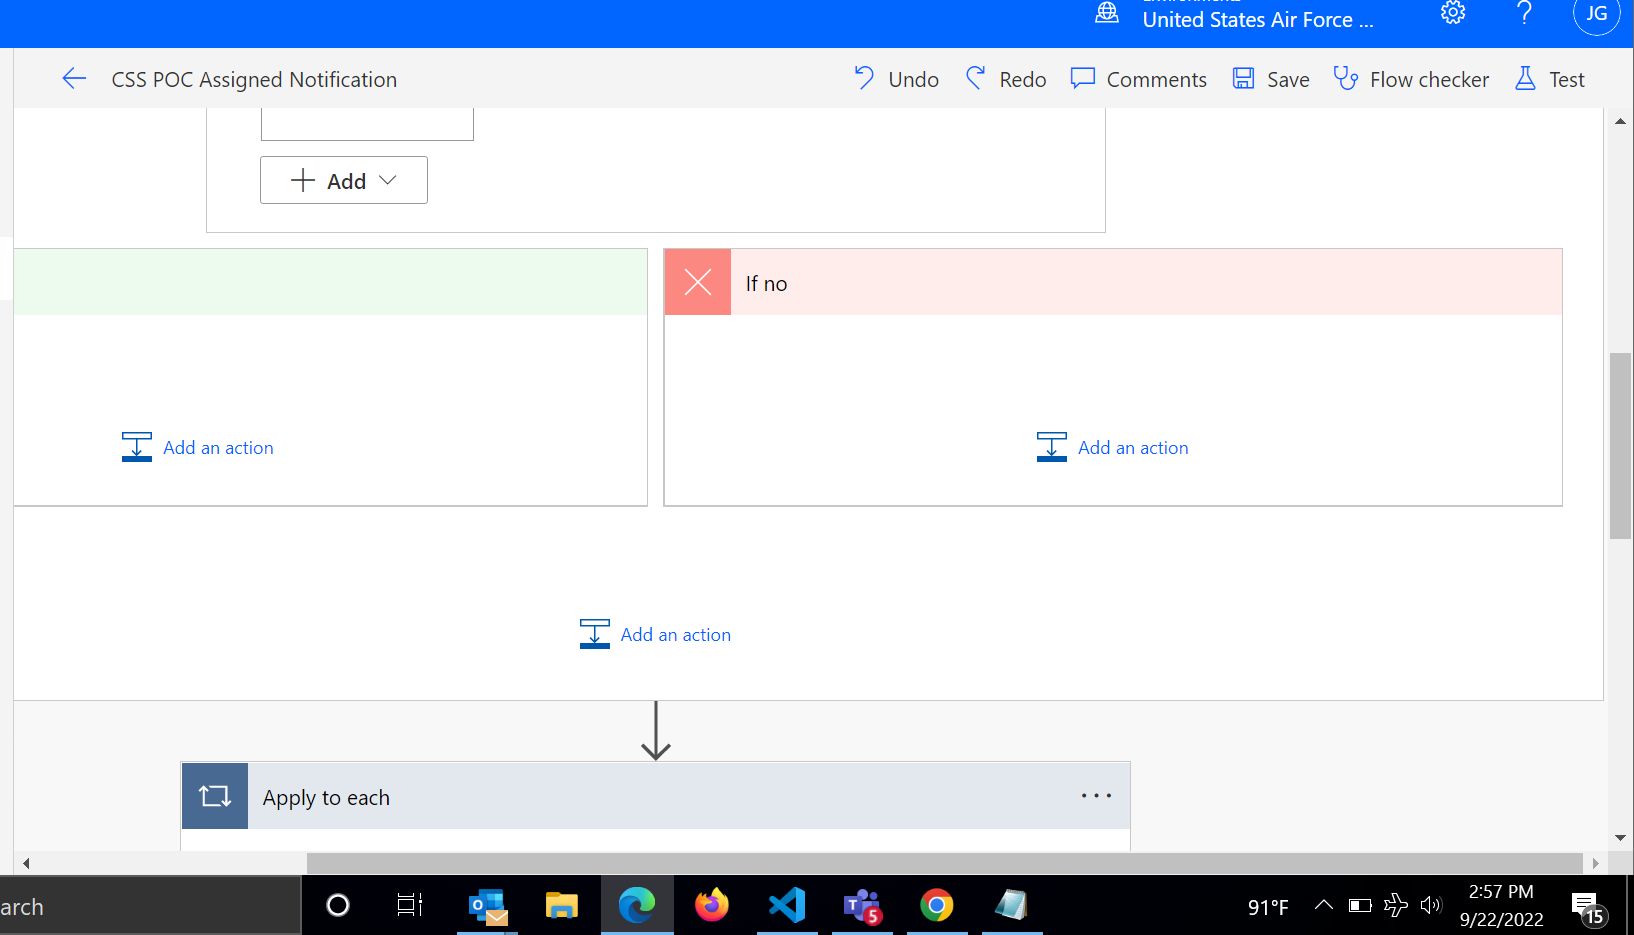 United States Air Force ...
?
JG
CSS POC Assigned Notification
Undo
Redo
Comments
Save
Flow checker
Test
Add
If no
Add an action
Add an action
Add an action
Apply to each
arch
5
91°F
2:57 PM
9/22/2022
15